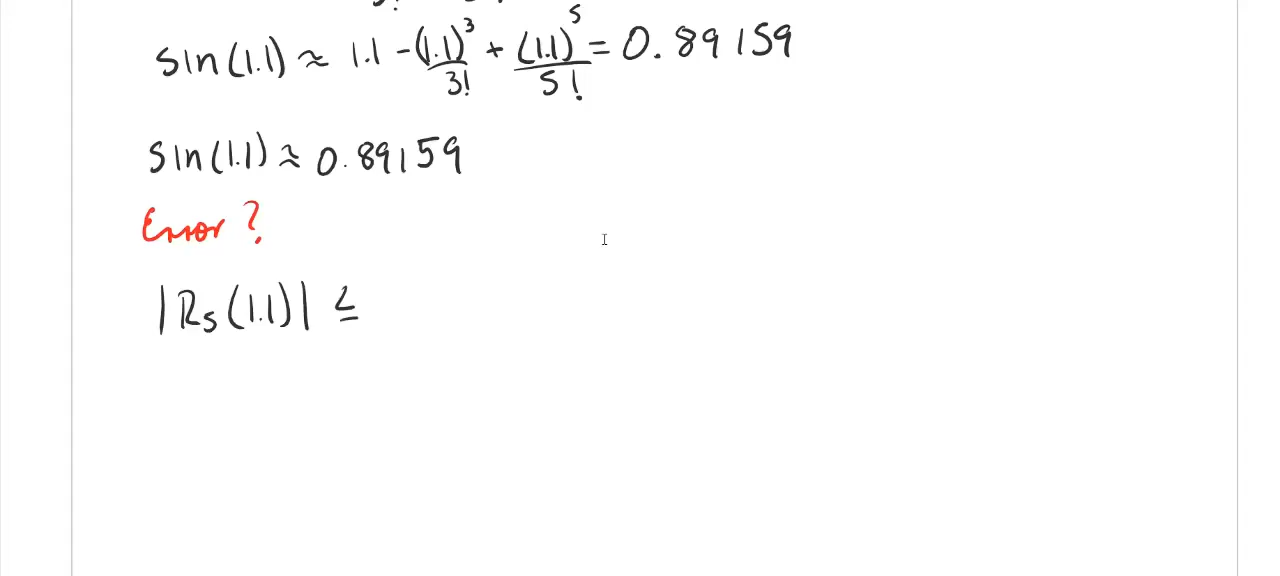 sin(1.1) ≈ 1.1 - (1.1)^3/3! + (1.1)^5/5! = 0.89159
sin(1.1) ≈ 0.89159
Error?
|R5(1.1)| ≤